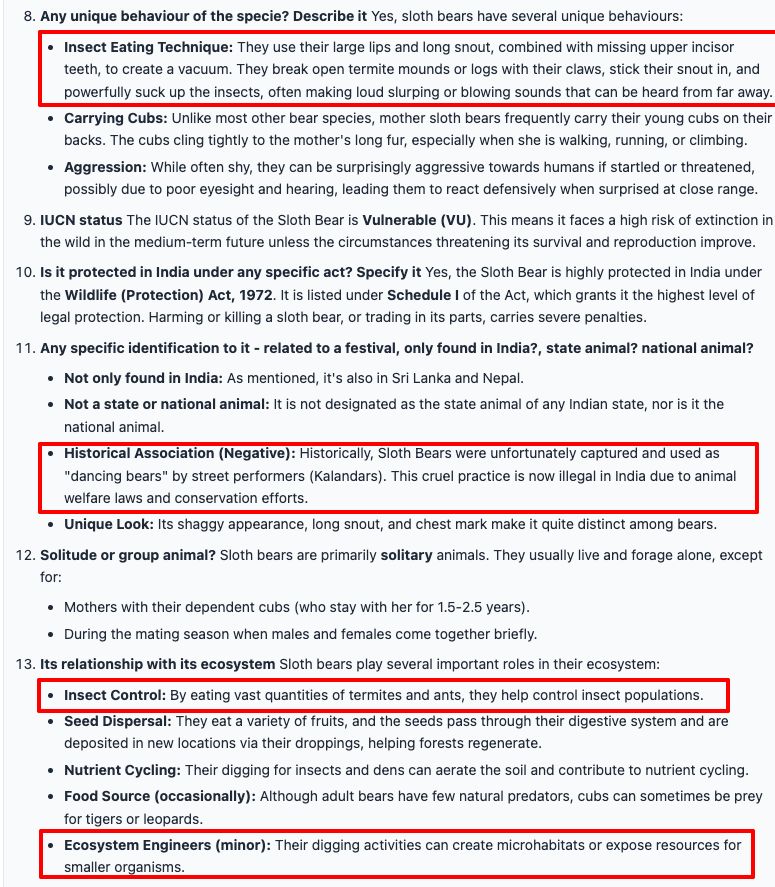 8. Any unique behaviour of the specie? Describe it Yes, sloth bears have several unique behaviours:
• Insect Eating Technique: They use their large lips and long snout, combined with missing upper incisor
teeth, to create a vacuum. They break open termite mounds or logs with their claws, stick their snout in, and
powerfully suck up the insects, often making loud slurping or blowing sounds that can be heard from far away.
• Carrying Cubs: Unlike most other bear species, mother sloth bears frequently carry their young cubs on their
backs. The cubs cling tightly to the mother's long fur, especially when she is walking, running, or climbing.
• Aggression: While often shy, they can be surprisingly aggressive towards humans if startled or threatened,
possibly due to poor eyesight and hearing, leading them to react defensively when surprised at close range.
9. IUCN status The IUCN status of the Sloth Bear is Vulnerable (VU). This means it faces a high risk of extinction in
the wild in the medium-term future unless the circumstances threatening its survival and reproduction improve.
10. Is it protected in India under any specific act? Specify it Yes, the Sloth Bear is highly protected in India under
the Wildlife (Protection) Act, 1972. It is listed under Schedule I of the Act, which grants it the highest level of
legal protection. Harming or killing a sloth bear, or trading in its parts, carries severe penalties.
11. Any specific identification to it - related to a festival, only found in India?, state animal? national animal?
• Not only found in India: As mentioned, it's also in Sri Lanka and Nepal.
• Not a state or national animal: It is not designated as the state animal of any Indian state, nor is it the
national animal.
• Historical Association (Negative): Historically, Sloth Bears were unfortunately captured and used as
"dancing bears" by street performers (Kalandars). This cruel practice is now illegal in India due to animal
welfare laws and conservation efforts.
• Unique Look: Its shaggy appearance, long snout, and chest mark make it quite distinct among bears.
12. Solitude or group animal? Sloth bears are primarily solitary animals. They usually live and forage alone, except
for:
• Mothers with their dependent cubs (who stay with her for 1.5-2.5 years).
• During the mating season when males and females come together briefly.
13. Its relationship with its ecosystem Sloth bears play several important roles in their ecosystem:
• Insect Control: By eating vast quantities of termites and ants, they help control insect populations.
• Seed Dispersal: They eat a variety of fruits, and the seeds pass through their digestive system and are
deposited in new locations via their droppings, helping forests regenerate.
• Nutrient Cycling: Their digging for insects and dens can aerate the soil and contribute to nutrient cycling.
• Food Source (occasionally): Although adult bears have few natural predators, cubs can sometimes be prey
for tigers or leopards.
• Ecosystem Engineers (minor): Their digging activities can create microhabitats or expose resources for
smaller organisms.